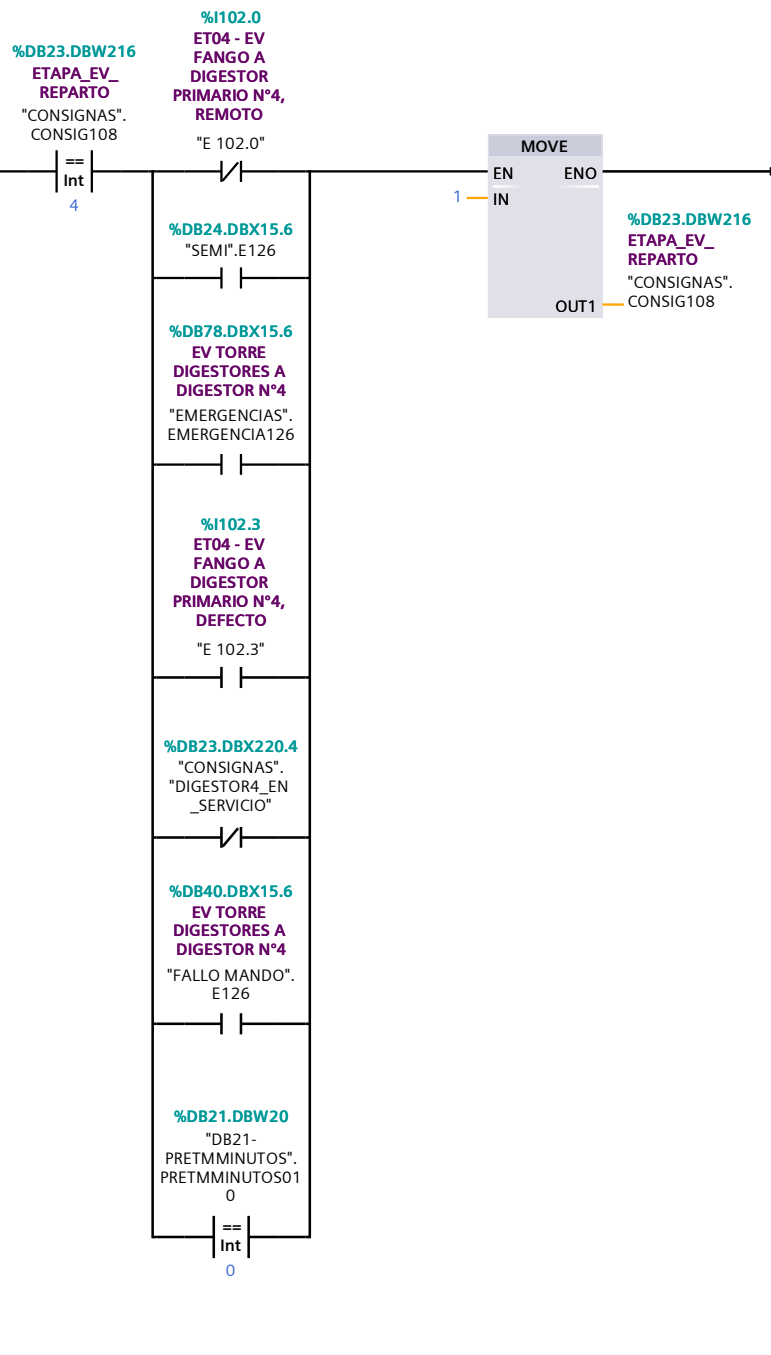 %I102.0
ET04 - EV
FANGO A
DIGESTOR
PRIMARIO Nº4,
REMOTO
"E 102.0"
%DB23.DBW216
ETAPA_EV_
REPARTO
"CONSIGNAS".
CONSIG108
==
Int
4
MOVE
EN
ENO
1
IN
OUT1
%DB23.DBW216
ETAPA_EV_
REPARTO
"CONSIGNAS".
CONSIG108
%DB24.DBX15.6
"SEMI".E126
%DB78.DBX15.6
EV TORRE
DIGESTORES A
DIGESTOR Nº4
"EMERGENCIAS".
EMERGENCIA126
%I102.3
ET04 - EV
FANGO A
DIGESTOR
PRIMARIO Nº4,
DEFECTO
"E 102.3"
%DB23.DBX220.4
"CONSIGNAS".
"DIGESTOR4_EN
_SERVICIO"
%DB40.DBX15.6
EV TORRE
DIGESTORES A
DIGESTOR Nº4
"FALLO MANDO".
E126
%DB21.DBW20
"DB21-
PRETMMINUTOS".
PRETMMINUTOS01
0
==
Int
0